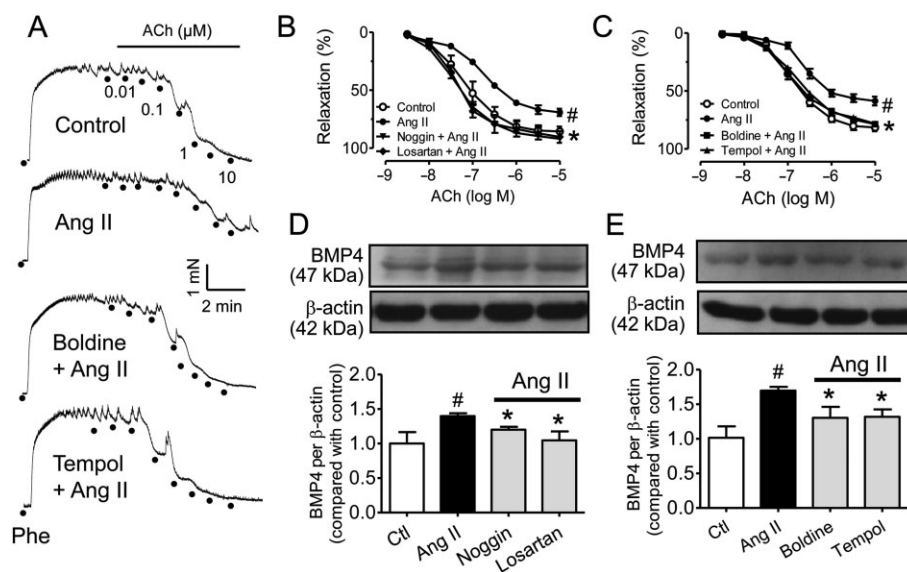 A
ACh (μM)
0.01
0.1
1
10
Control
Ang II
1 mN
2 min
Boldine
+ Ang II
Tempol
+ Ang II
Phe
B
Relaxation (%)
0
50
100
Control
Ang II
Noggin + Ang II
Losartan + Ang II
#
*
-9 -8 -7 -6 -5
ACh (log M)
C
Relaxation (%)
0
50
100
Control
Ang II
Boldine + Ang II
Tempol + Ang II
#
*
-9 -8 -7 -6 -5
ACh (log M)
D
BMP4
(47 kDa)
β-actin
(42 kDa)
BMP4 per β-actin
(compared with control)
2.0
1.5
1.0
0.5
0.0
Ang II
#
*
*
Ctl
Ang II
Noggin
Losartan
E
BMP4
(47 kDa)
β-actin
(42 kDa)
BMP4 per β-actin
(compared with control)
2.0
1.5
1.0
0.5
0.0
Ang II
#
*
*
Ctl
Ang II
Boldine
Tempol